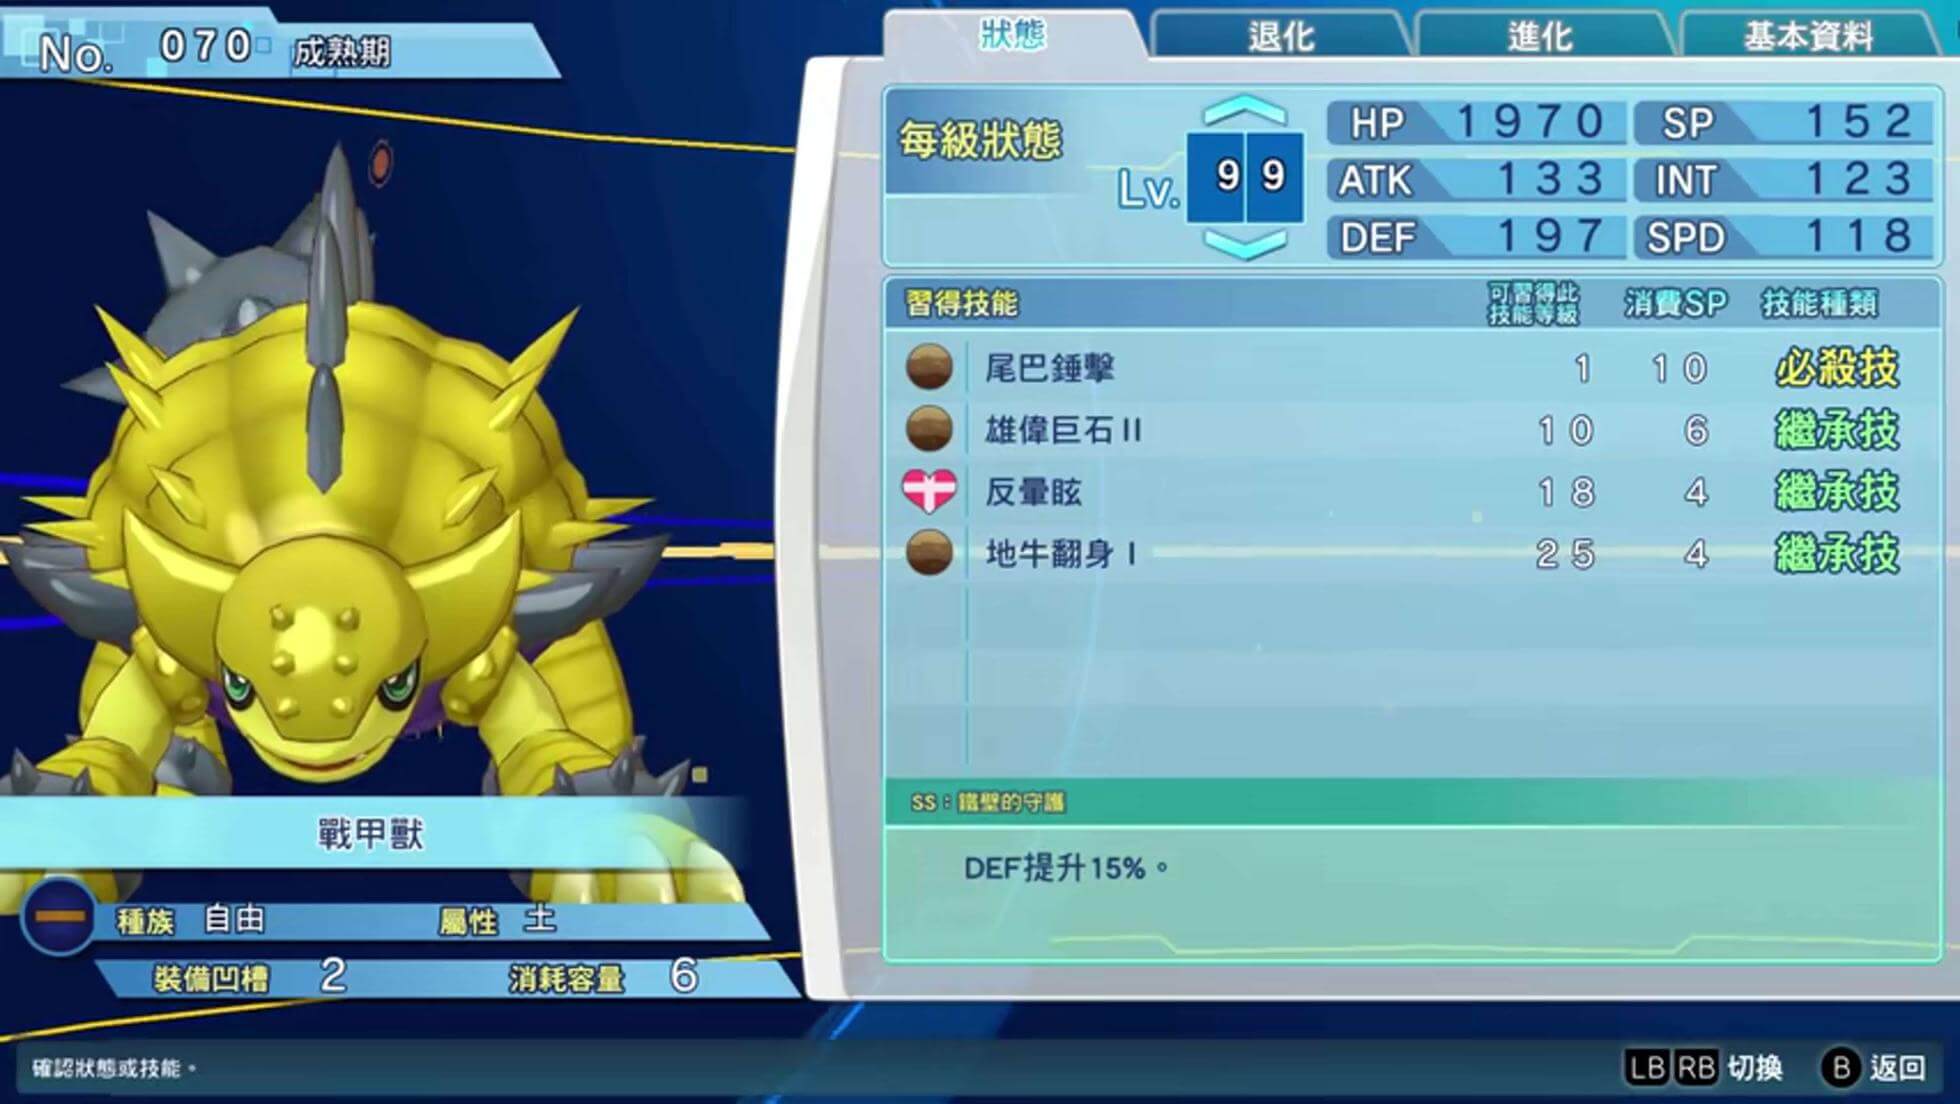 No. 070 成熟期
狀態 退化 進化 基本資料
每級狀態
Lv. 99
HP 1970 SP 152
ATK 133 INT 123
DEF 197 SPD 118
習得技能 可習得此技能等級 消費SP 技能種類
尾巴錘擊 1 10 必殺技
雄偉巨石II 10 6 繼承技
反暈眩 18 4 繼承技
地牛翻身 I 25 4 繼承技
SS：鐵壁的守護
DEF提升15%。
戰甲獸
種族 自由 屬性 土
裝備凹槽 2 消耗容量 6
確認狀態或技能。
LB RB 切換 B 返回